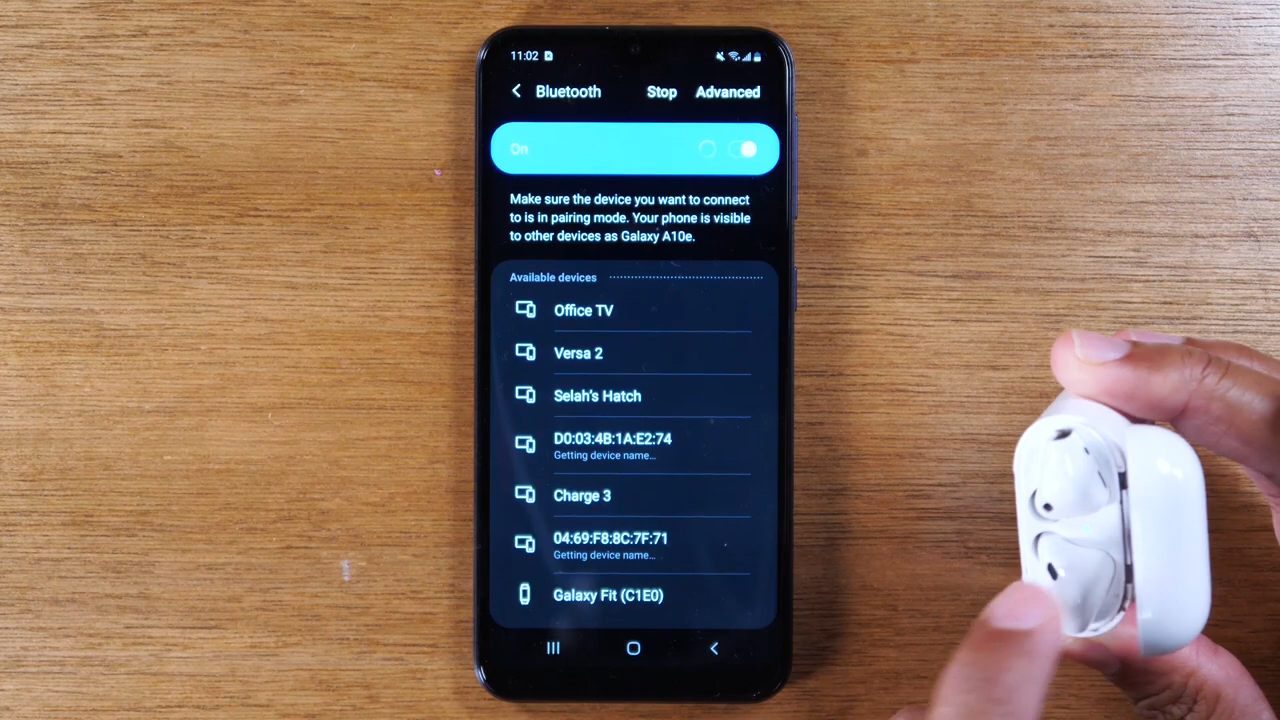 11:02
Bluetooth Stop Advanced
On
Make sure the device you want to connect
to is in pairing mode. Your phone is visible
to other devices as Galaxy A10e.
Available devices
Office TV
Versa 2
Selah's Hatch
D0:03:4B:1A:E2:74
Getting device name...
Charge 3
04:69:F8:8C:7F:71
Getting device name...
Galaxy Fit (C1E0)